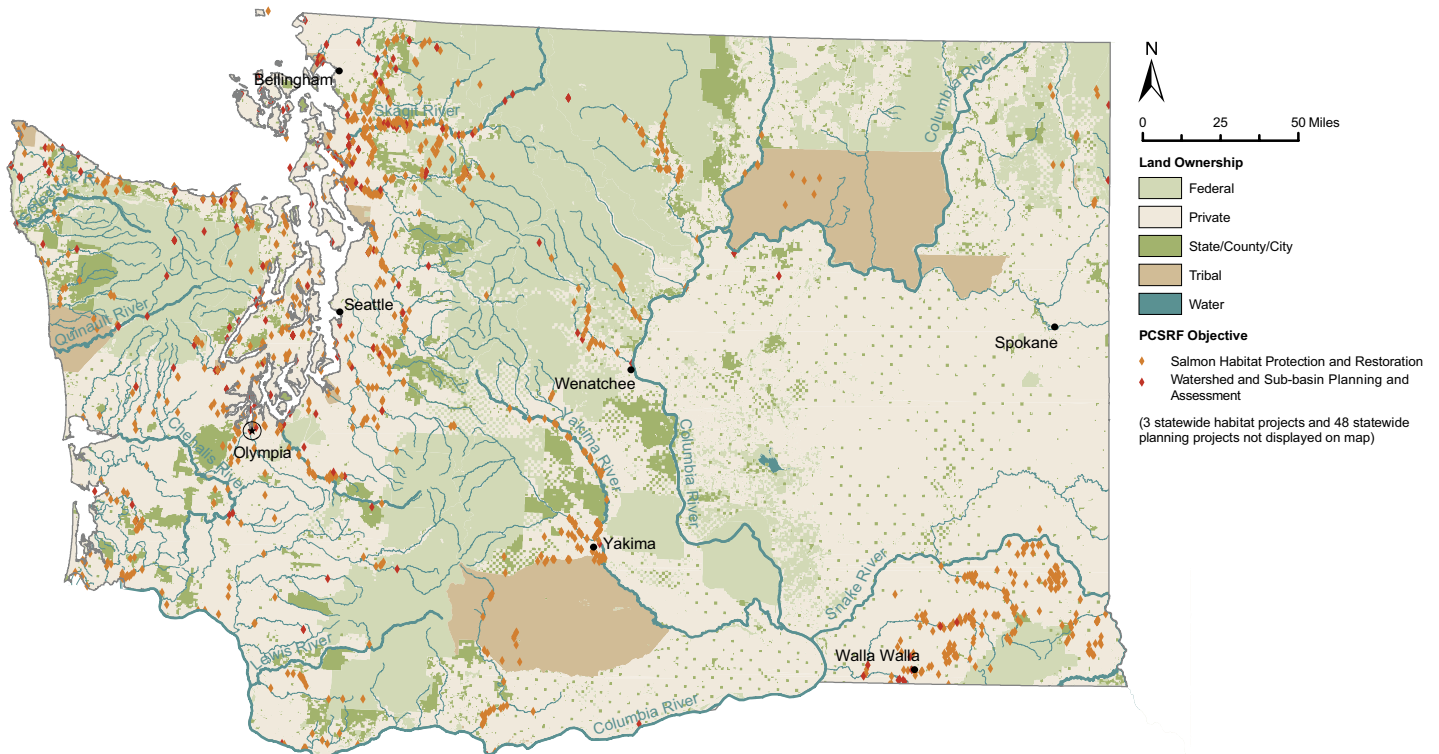 Bellingham
Skagit River
Columbia River
Quinault River
Seattle
Spokane
Wenatchee
Chehalis River
Olympia
Yakima River
Columbia River
Yakima
Snake River
Lewis River
Walla Walla
Columbia River
N
0 25 50 Miles
Land Ownership
Federal
Private
State/County/City
Tribal
Water
PCSRF Objective
Salmon Habitat Protection and Restoration
Watershed and Sub-basin Planning and
Assessment
(3 statewide habitat projects and 48 statewide
planning projects not displayed on map)